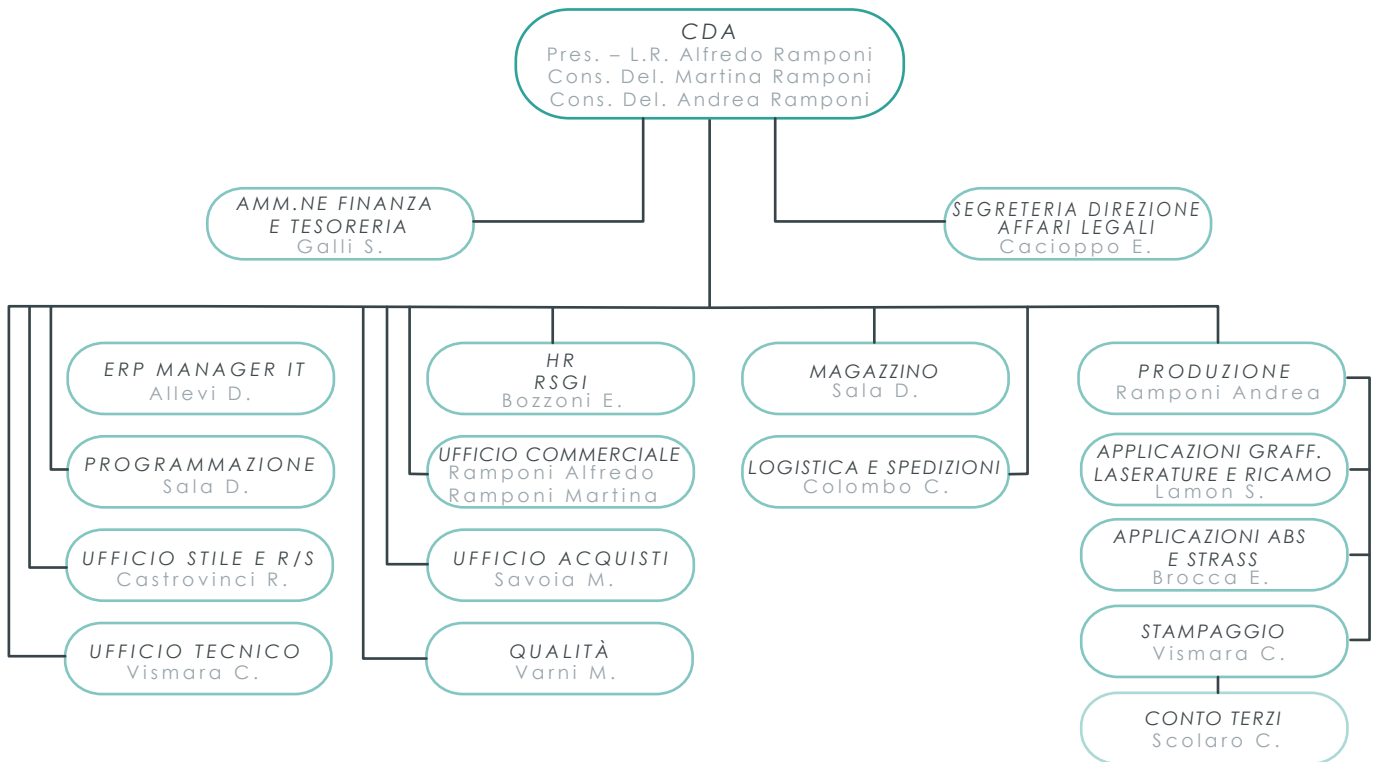 CDA
Pres. – L.R. Alfredo Ramponi
Cons. Del. Martina Ramponi
Cons. Del. Andrea Ramponi
AMM.NE FINANZA
E TESORERIA
Galli S.
SEGRETERIA DIREZIONE
AFFARI LEGALI
Cacioppo E.
ERP MANAGER IT
Allevi D.
PROGRAMMAZIONE
Sala D.
UFFICIO STILE E R/S
Castrovinci R.
UFFICIO TECNICO
Vismara C.
HR
RSGI
Bozzoni E.
UFFICIO COMMERCIALE
Ramponi Alfredo
Ramponi Martina
UFFICIO ACQUISTI
Savoia M.
QUALITÀ
Varni M.
MAGAZZINO
Sala D.
LOGISTICA E SPEDIZIONI
Colombo C.
PRODUZIONE
Ramponi Andrea
APPLICAZIONI GRAFF.
LASERATURE E RICAMO
Lamon S.
APPLICAZIONI ABS
E STRASS
Brocca E.
STAMPAGGIO
Vismara C.
CONTO TERZI
Scolaro C.